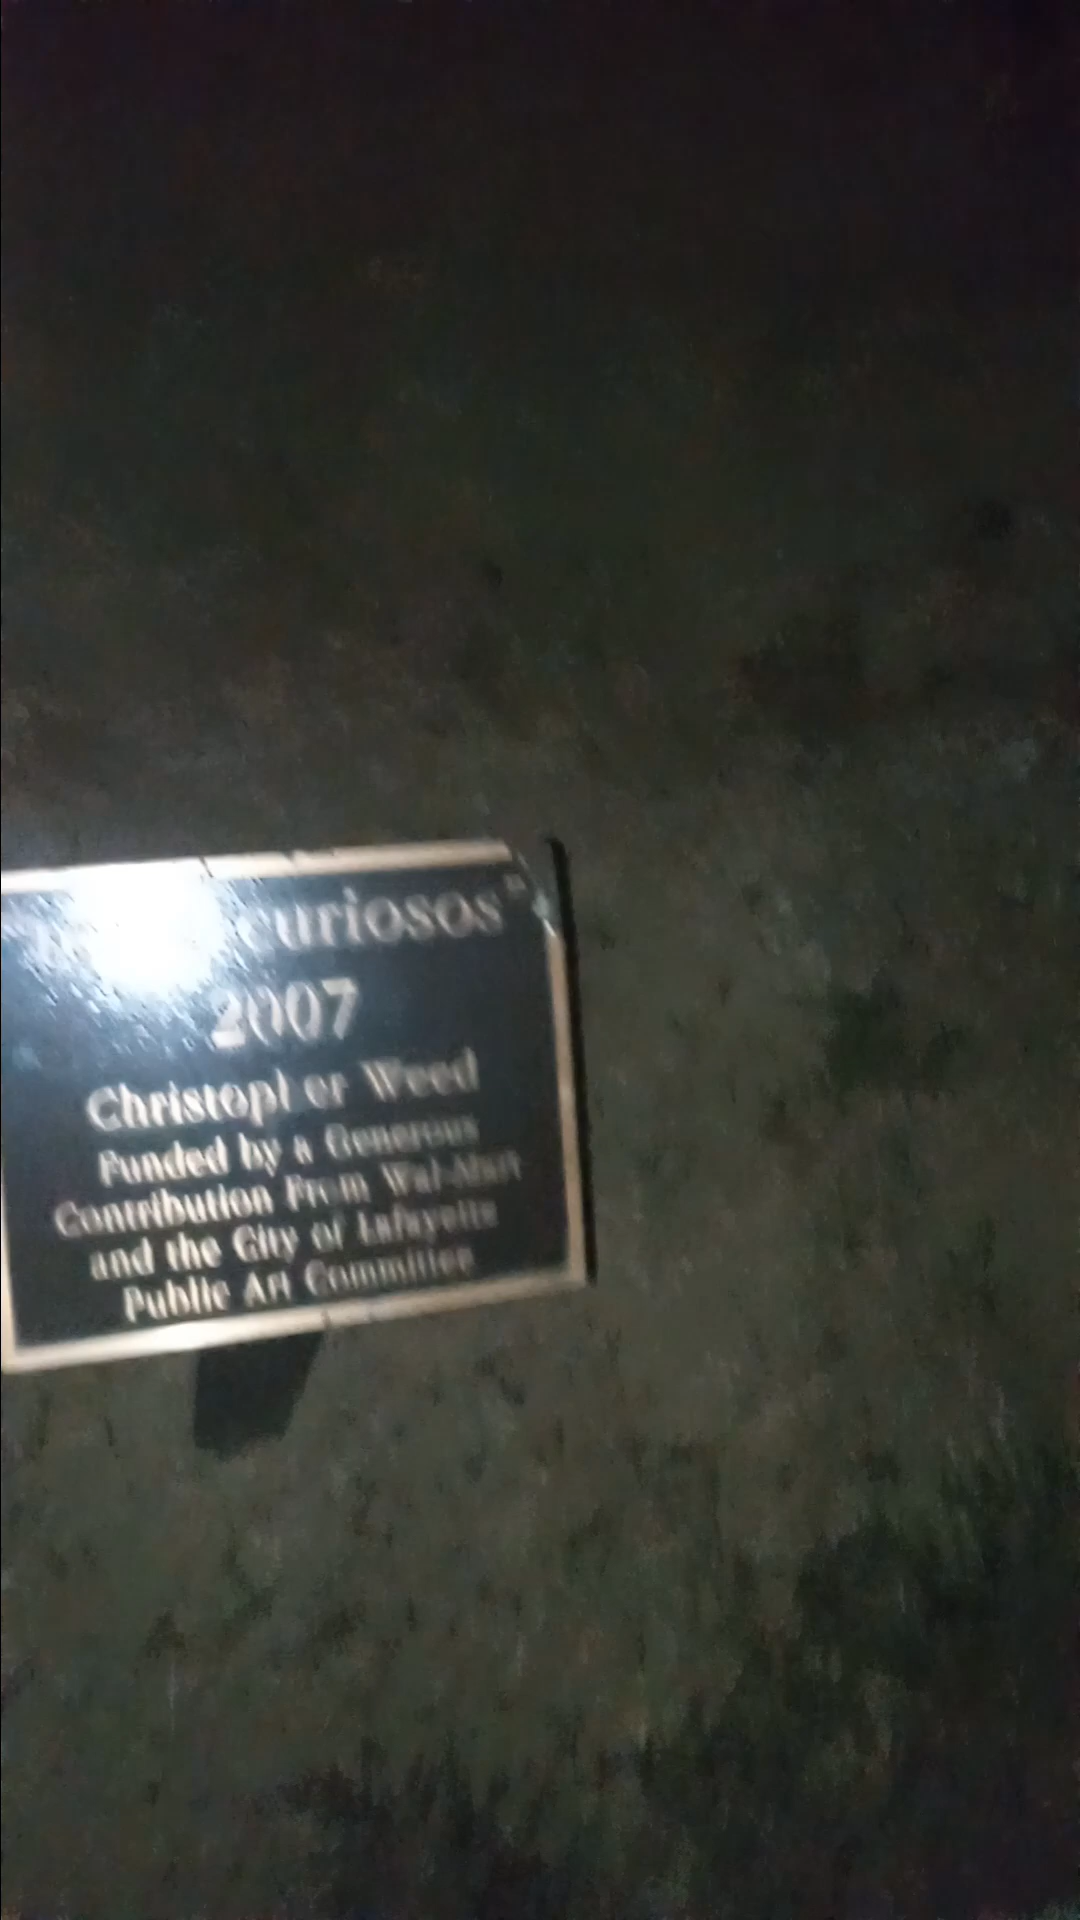 curiosos"
2007
Christopher Weed
Funded by a Generous
Contribution From Wal-Mart
and the City of Lafayette
Public Art Committee